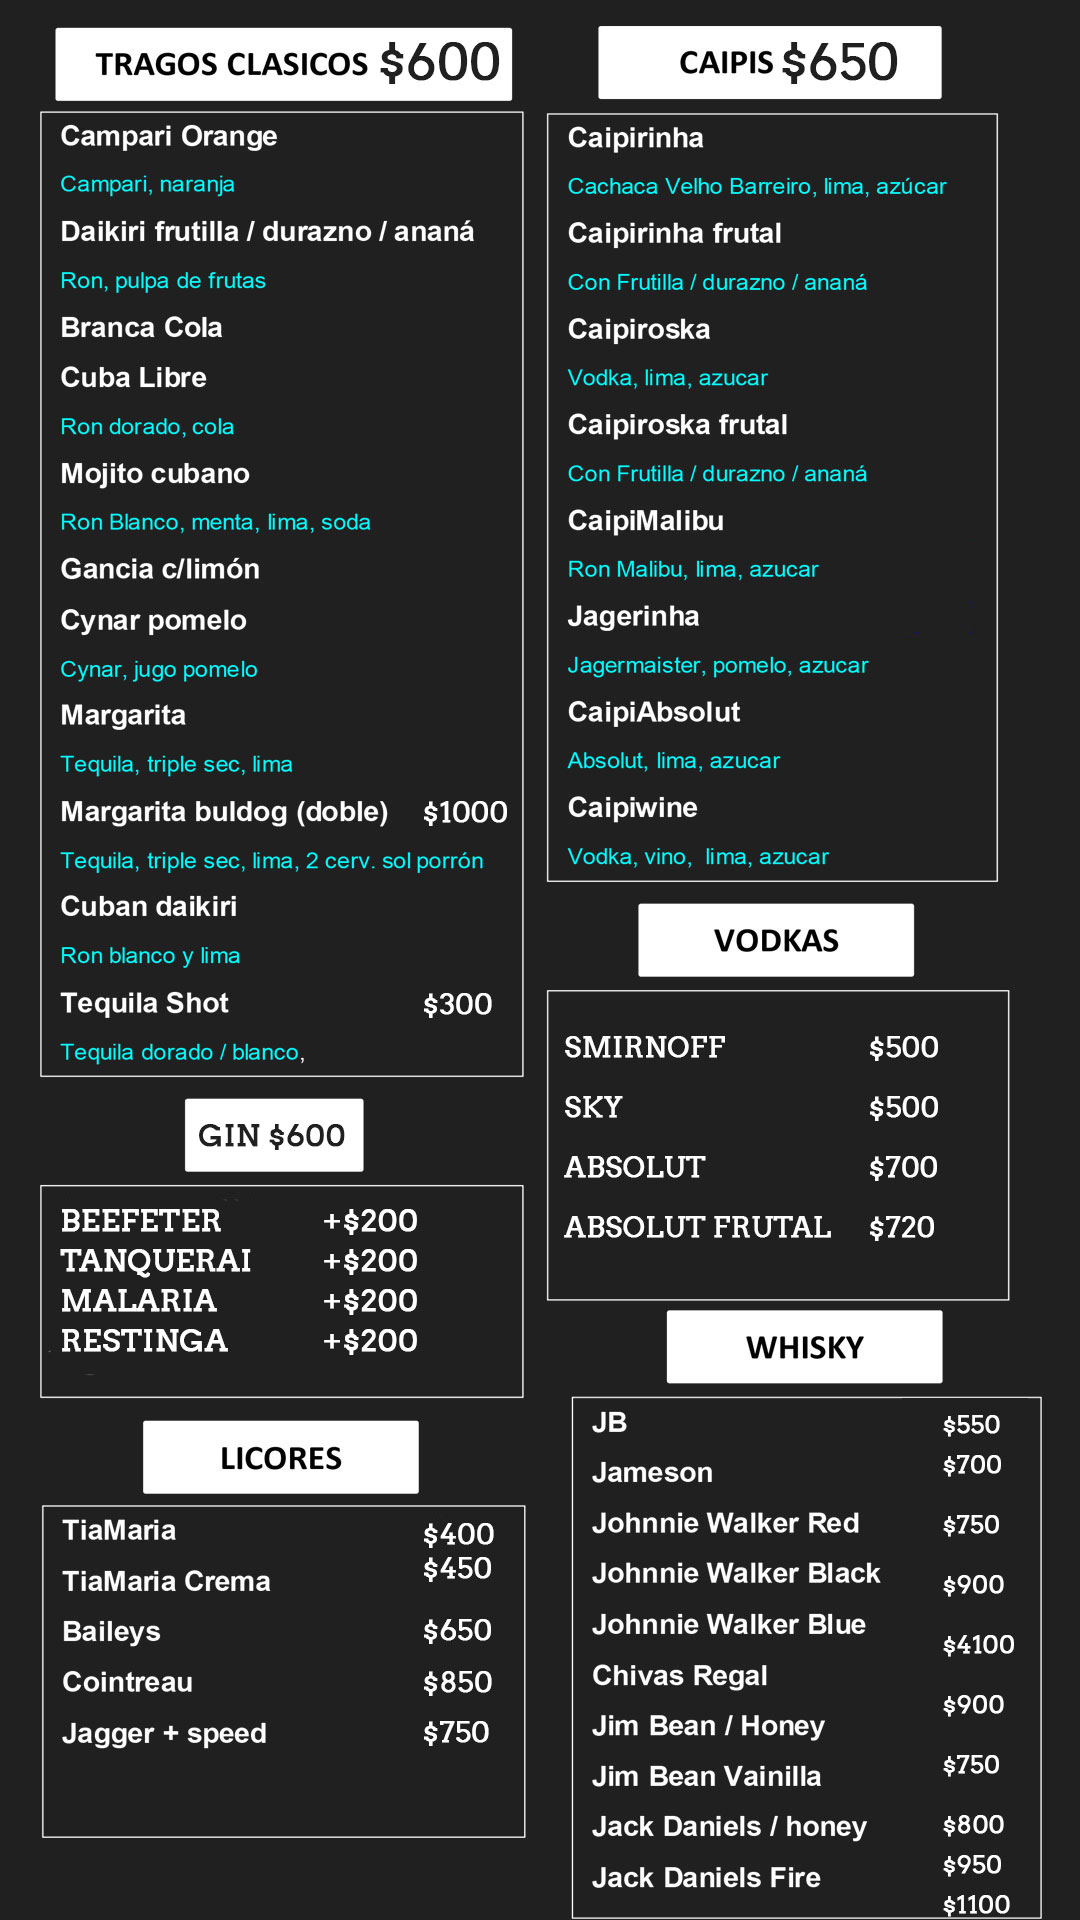 TRAGOS CLASICOS $600
Campari Orange
Campari, naranja
Daikiri frutilla / durazno / ananá
Ron, pulpa de frutas
Branca Cola
Cuba Libre
Ron dorado, cola
Mojito cubano
Ron Blanco, menta, lima, soda
Gancia c/limón
Cynar pomelo
Cynar, jugo pomelo
Margarita
Tequila, triple sec, lima
Margarita buldog (doble) $1000
Tequila, triple sec, lima, 2 cerv. sol porrón
Cuban daikiri
Ron blanco y lima
Tequila Shot $300
Tequila dorado / blanco,
GIN $600
BEEFETER +$200
TANQUERAI +$200
MALARIA +$200
RESTINGA +$200
LICORES
TiaMaria $400
TiaMaria Crema $450
Baileys $650
Cointreau $850
Jagger + speed $750
CAIPIS $650
Caipirinha
Cachaca Velho Barreiro, lima, azúcar
Caipirinha frutal
Con Frutilla / durazno / ananá
Caipiroska
Vodka, lima, azucar
Caipiroska frutal
Con Frutilla / durazno / ananá
CaipiMalibu
Ron Malibu, lima, azucar
Jagerinha
Jagermaister, pomelo, azucar
CaipiAbsolut
Absolut, lima, azucar
Caipiwine
Vodka, vino, lima, azucar
VODKAS
SMIRNOFF $500
SKY $500
ABSOLUT $700
ABSOLUT FRUTAL $720
WHISKY
JB $550
Jameson $700
Johnnie Walker Red $750
Johnnie Walker Black $900
Johnnie Walker Blue $4100
Chivas Regal $900
Jim Bean / Honey $750
Jim Bean Vainilla $800
Jack Daniels / honey $950
Jack Daniels Fire $1100